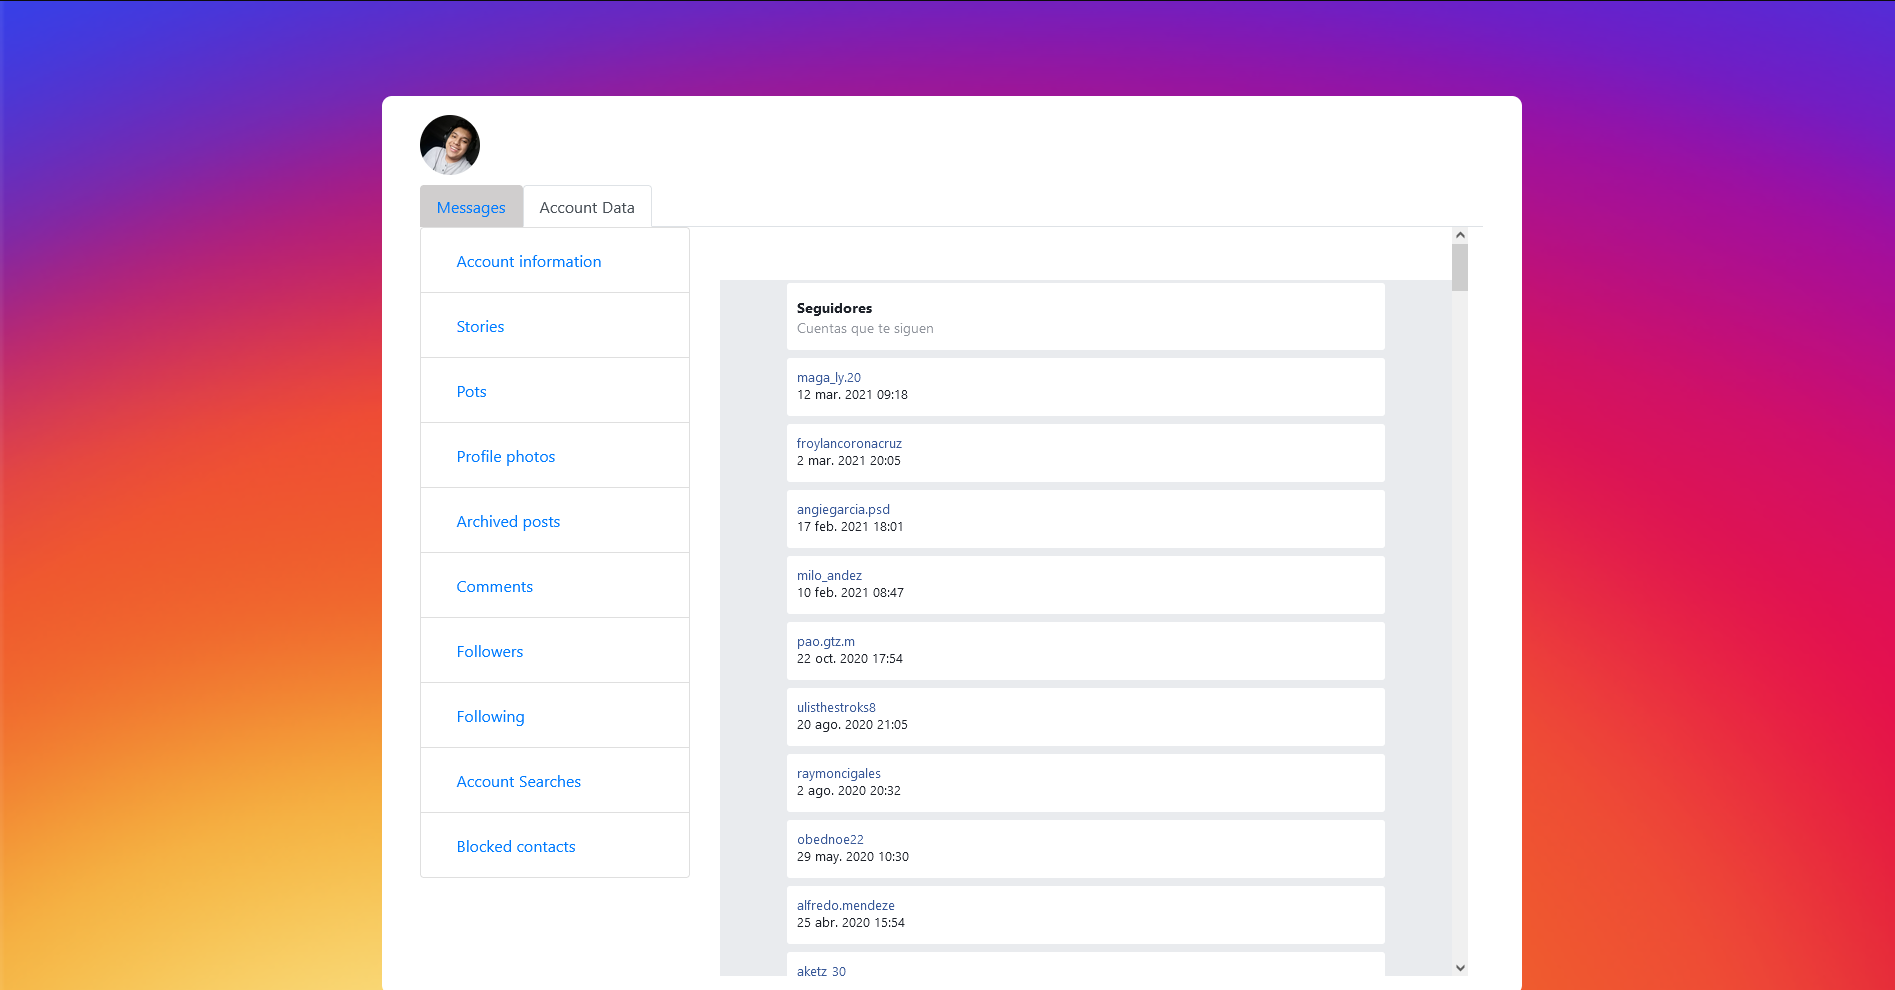 Messages
Account Data
Account information
Stories
Pots
Profile photos
Archived posts
Comments
Followers
Following
Account Searches
Blocked contacts
Seguidores
Cuentas que te siguen
maga_ly.20
12 mar. 2021 09:18
froylancoronacruz
2 mar. 2021 20:05
angiegarcia.psd
17 feb. 2021 18:01
milo_andez
10 feb. 2021 08:47
pao.gtz.m
22 oct. 2020 17:54
ulisthestroks8
20 ago. 2020 21:05
raymoncigales
2 ago. 2020 20:32
obednoe22
29 may. 2020 10:30
alfredo.mendeze
25 abr. 2020 15:54
aketz_30